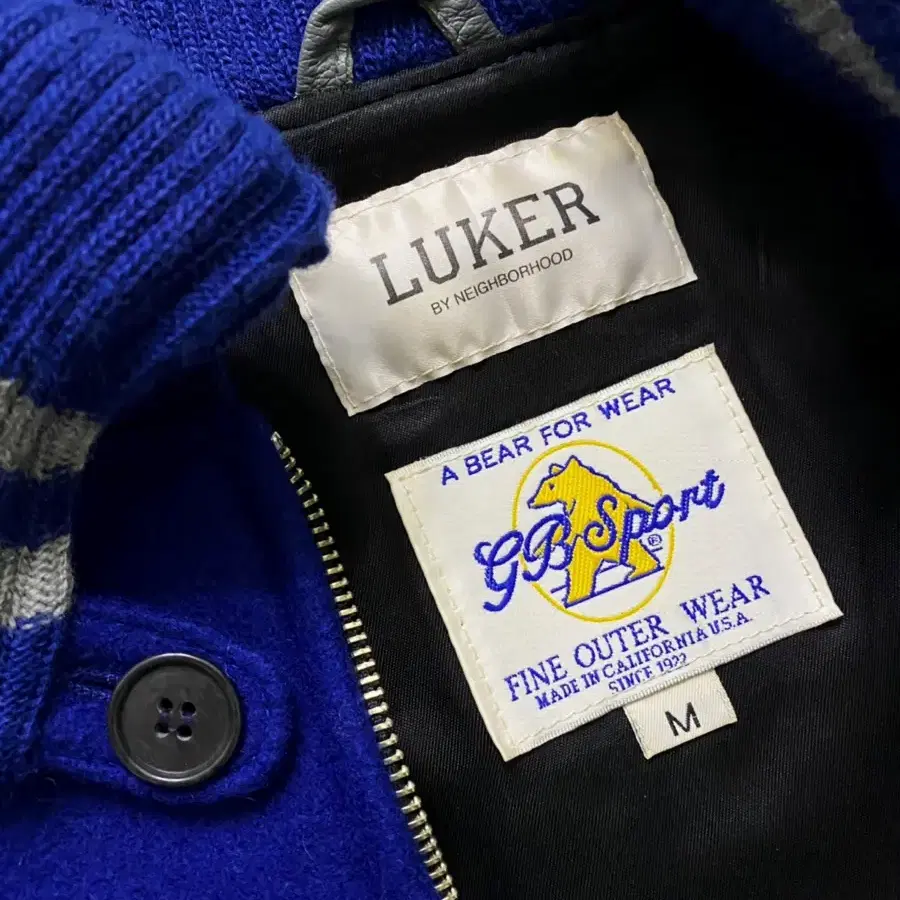 LUKER
BY NEIGHBORHOOD
A BEAR FOR WEAR
GB Sport®
FINE OUTER WEAR
MADE IN CALIFORNIA U.S.A.
SINCE 1922
M